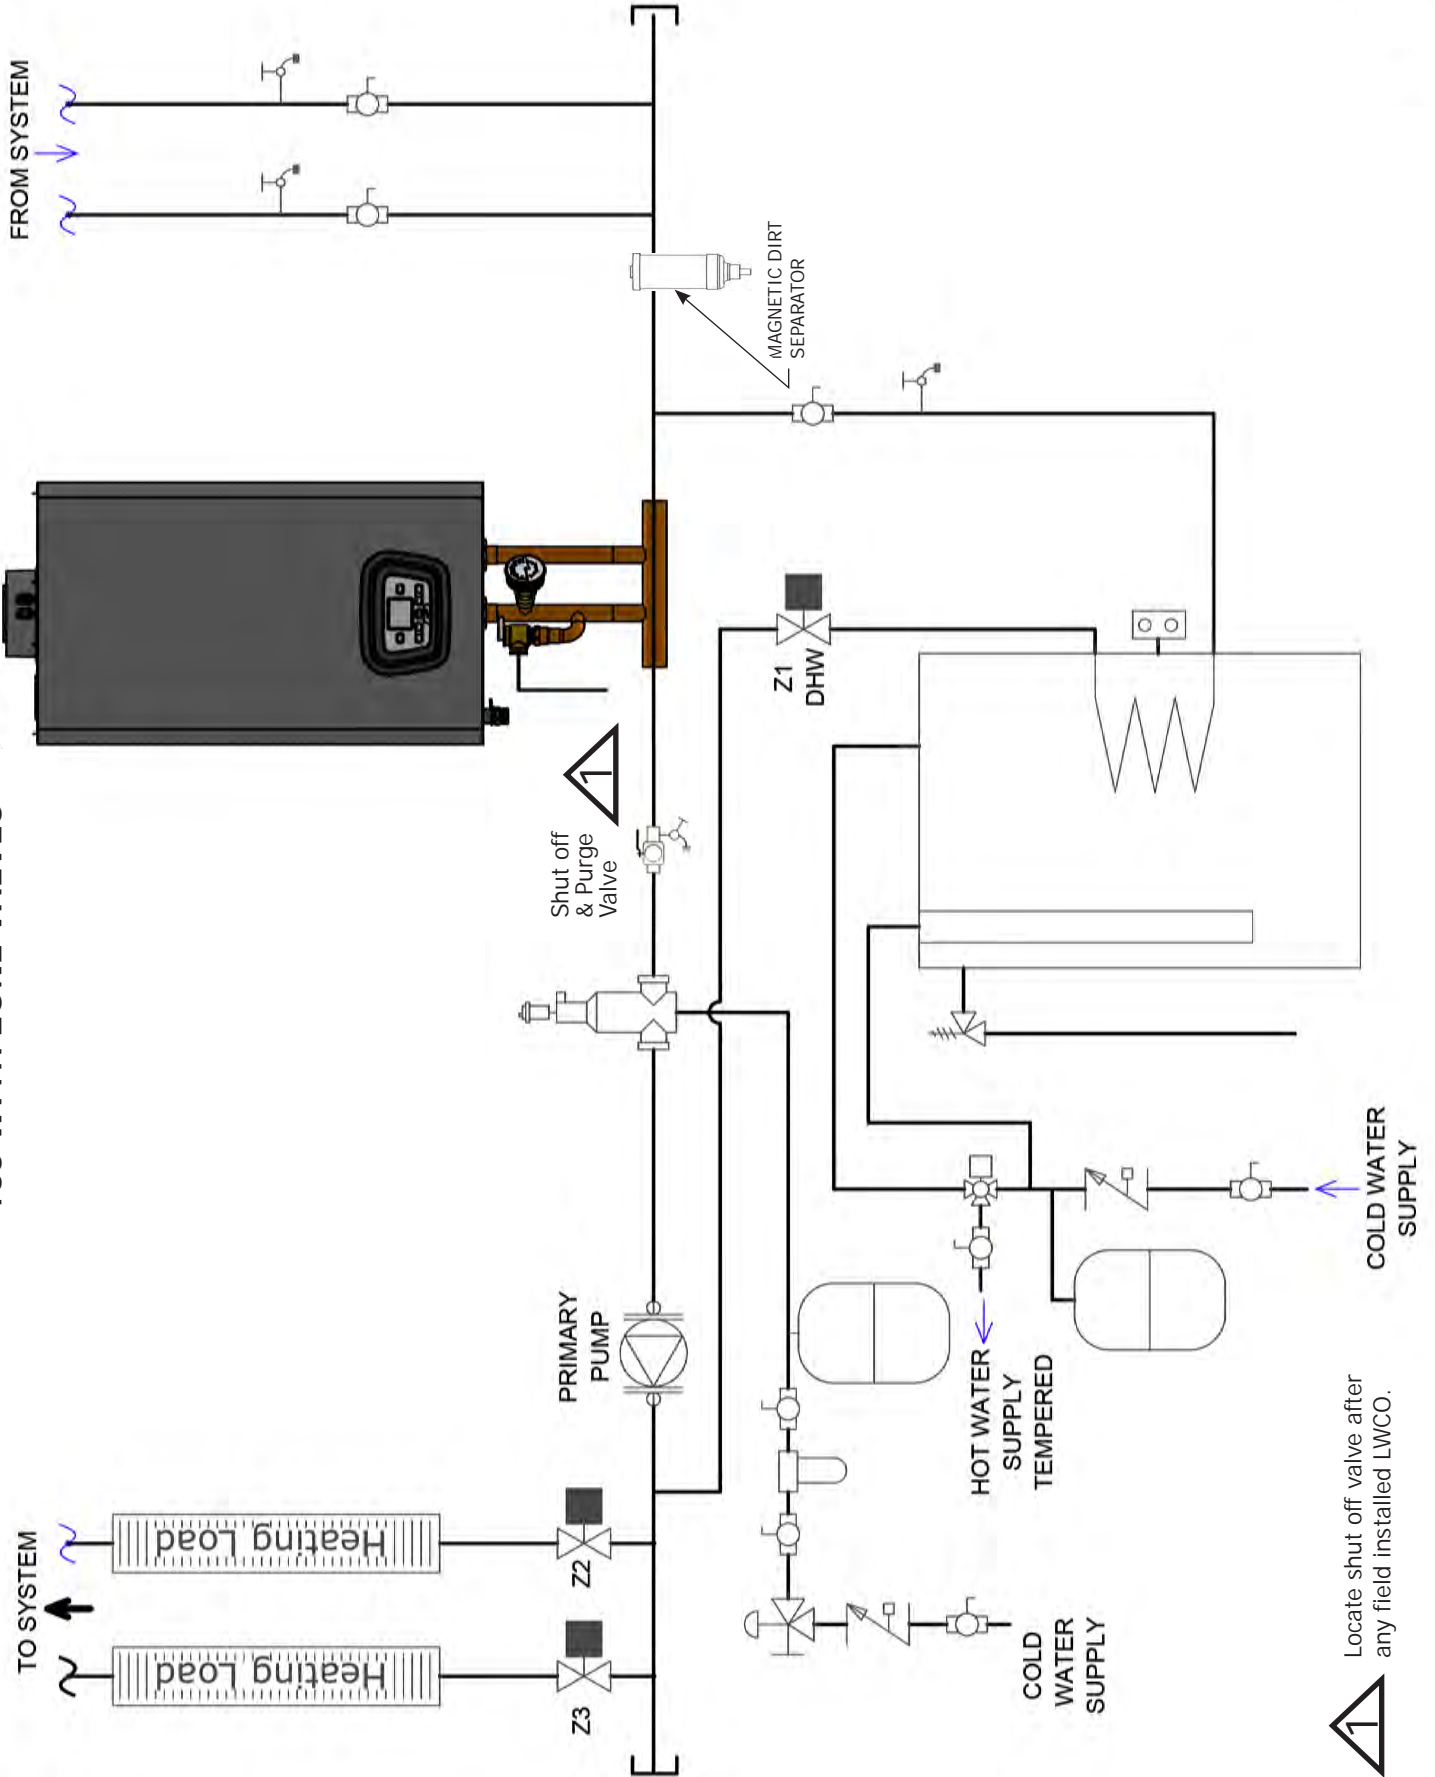 TO SYSTEM
FROM SYSTEM
Heating Load
Heating Load
Z3
Z2
PRIMARY
PUMP
Shut off
& Purge
Valve
1
MAGNETIC DIRT
SEPARATOR
Z1
DHW
COLD
WATER
SUPPLY
HOT WATER
SUPPLY
TEMPERED
COLD WATER
SUPPLY
1
Locate shut off valve after
any field installed LWCO.